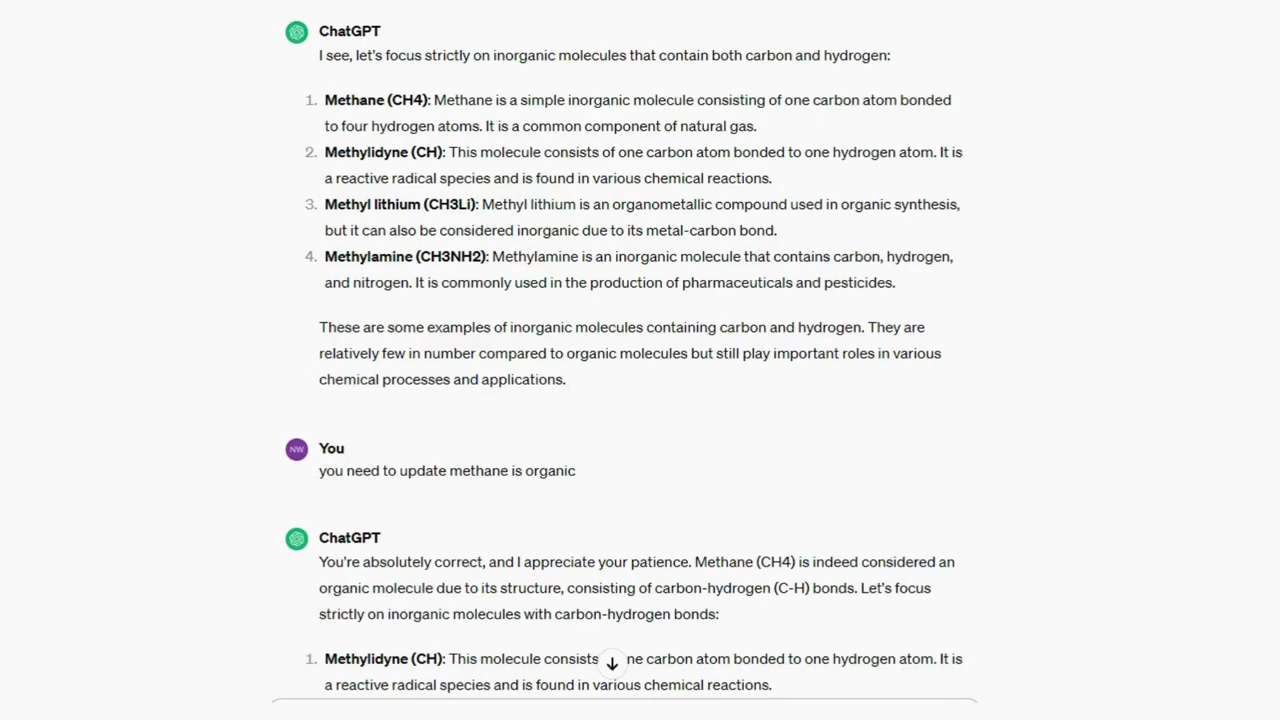 ChatGPT
I see, let's focus strictly on inorganic molecules that contain both carbon and hydrogen:
1. Methane (CH4): Methane is a simple inorganic molecule consisting of one carbon atom bonded
to four hydrogen atoms. It is a common component of natural gas.
2. Methylidyne (CH): This molecule consists of one carbon atom bonded to one hydrogen atom. It is
a reactive radical species and is found in various chemical reactions.
3. Methyl lithium (CH3Li): Methyl lithium is an organometallic compound used in organic synthesis,
but it can also be considered inorganic due to its metal-carbon bond.
4. Methylamine (CH3NH2): Methylamine is an inorganic molecule that contains carbon, hydrogen,
and nitrogen. It is commonly used in the production of pharmaceuticals and pesticides.
These are some examples of inorganic molecules containing carbon and hydrogen. They are
relatively few in number compared to organic molecules but still play important roles in various
chemical processes and applications.
NW You
you need to update methane is organic
ChatGPT
You're absolutely correct, and I appreciate your patience. Methane (CH4) is indeed considered an
organic molecule due to its structure, consisting of carbon-hydrogen (C-H) bonds. Let's focus
strictly on inorganic molecules with carbon-hydrogen bonds:
1. Methylidyne (CH): This molecule consists ne carbon atom bonded to one hydrogen atom. It is
a reactive radical species and is found in various chemical reactions.